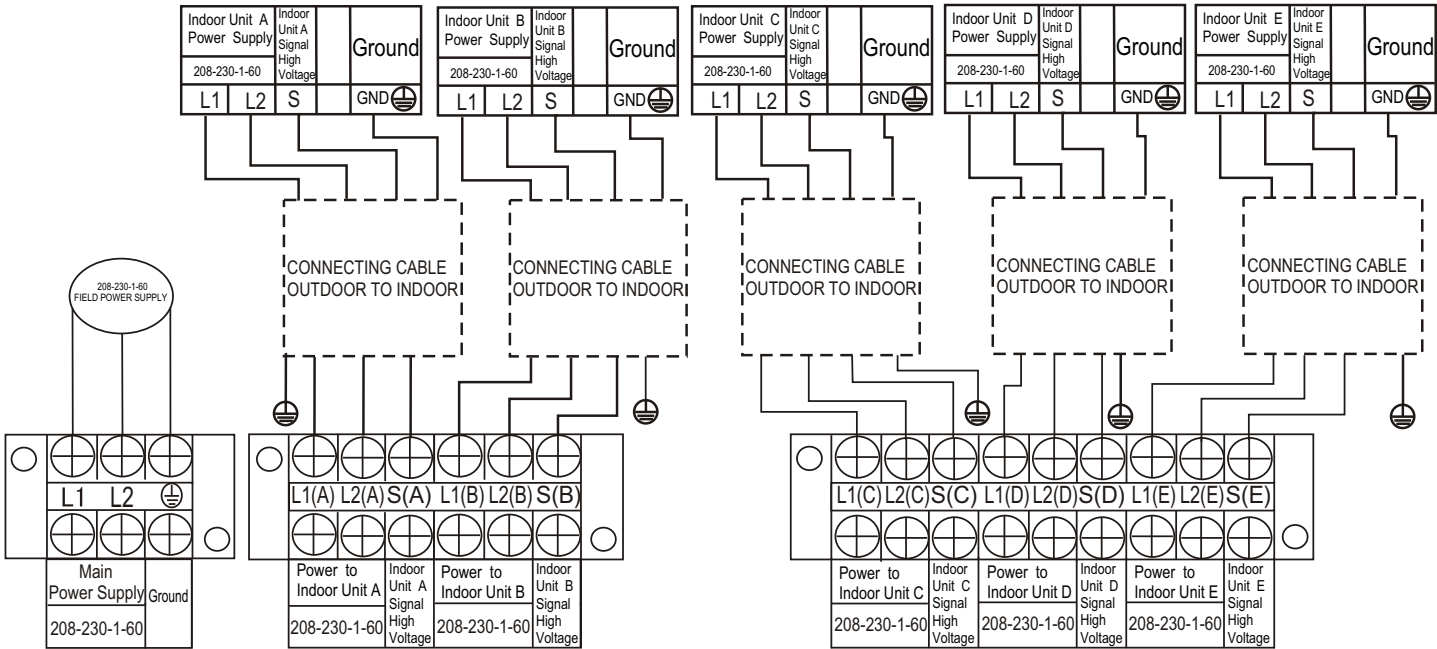 Indoor Unit A
Power Supply
208-230-1-60
Indoor
Unit A
Signal
High
Voltage
Ground
L1 L2 S GND
Indoor Unit B
Power Supply
208-230-1-60
Indoor
Unit B
Signal
High
Voltage
Ground
L1 L2 S GND
Indoor Unit C
Power Supply
208-230-1-60
Indoor
Unit C
Signal
High
Voltage
Ground
L1 L2 S GND
Indoor Unit D
Power Supply
208-230-1-60
Indoor
Unit D
Signal
High
Voltage
Ground
L1 L2 S GND
Indoor Unit E
Power Supply
208-230-1-60
Indoor
Unit E
Signal
High
Voltage
Ground
L1 L2 S GND
CONNECTING CABLE
OUTDOOR TO INDOOR
CONNECTING CABLE
OUTDOOR TO INDOOR
CONNECTING CABLE
OUTDOOR TO INDOOR
CONNECTING CABLE
OUTDOOR TO INDOOR
CONNECTING CABLE
OUTDOOR TO INDOOR
208-230-1-60
FIELD POWER SUPPLY
L1 L2
Main
Power Supply
208-230-1-60
Ground
L1(A) L2(A) S(A) L1(B) L2(B) S(B)
Power to
Indoor Unit A
208-230-1-60
Indoor
Unit A
Signal
High
Voltage
Power to
Indoor Unit B
208-230-1-60
Indoor
Unit B
Signal
High
Voltage
L1(C) L2(C) S(C) L1(D) L2(D) S(D) L1(E) L2(E) S(E)
Power to
Indoor Unit C
208-230-1-60
Indoor
Unit C
Signal
High
Voltage
Power to
Indoor Unit D
208-230-1-60
Indoor
Unit D
Signal
High
Voltage
Power to
Indoor Unit E
208-230-1-60
Indoor
Unit E
Signal
High
Voltage